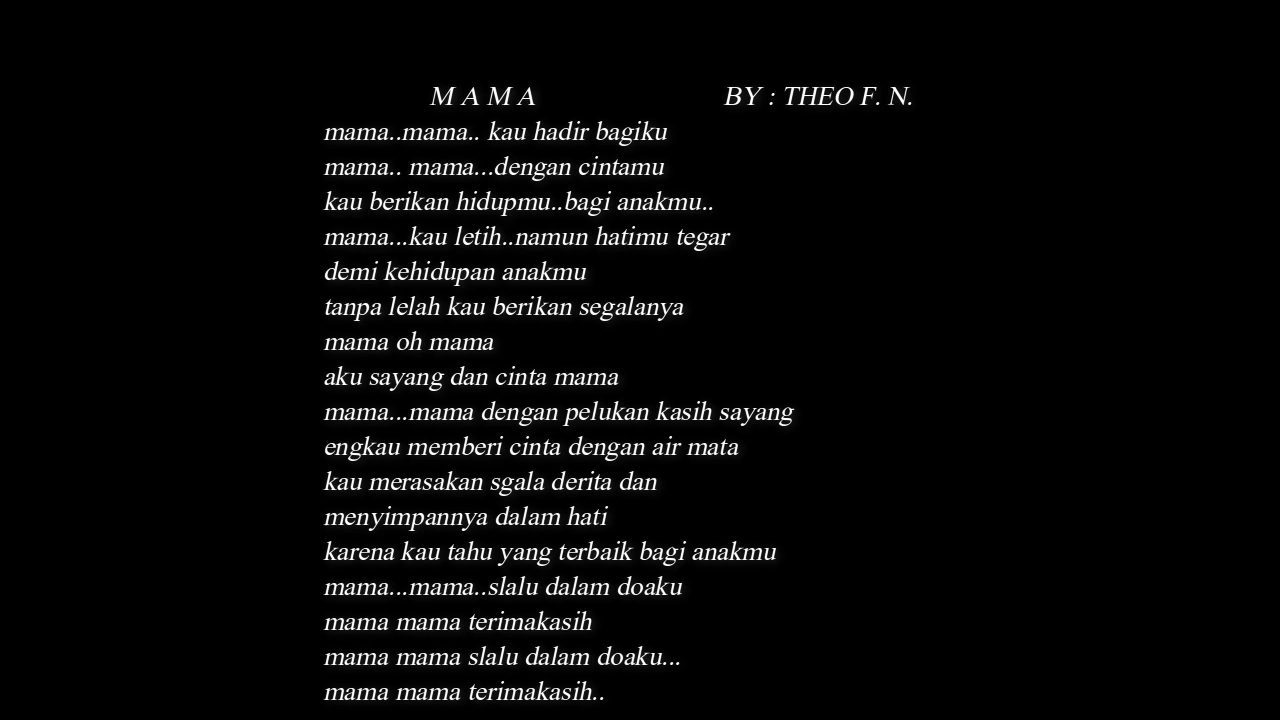 M A M A BY : THEO F. N.
mama..mama.. kau hadir bagiku
mama.. mama...dengan cintamu
kau berikan hidupmu..bagi anakmu..
mama...kau letih..namun hatimu tegar
demi kehidupan anakmu
tanpa lelah kau berikan segalanya
mama oh mama
aku sayang dan cinta mama
mama...mama dengan pelukan kasih sayang
engkau memberi cinta dengan air mata
kau merasakan sgala derita dan
menyimpannya dalam hati
karena kau tahu yang terbaik bagi anakmu
mama...mama..slalu dalam doaku
mama mama terimakasih
mama mama slalu dalam doaku...
mama mama terimakasih..